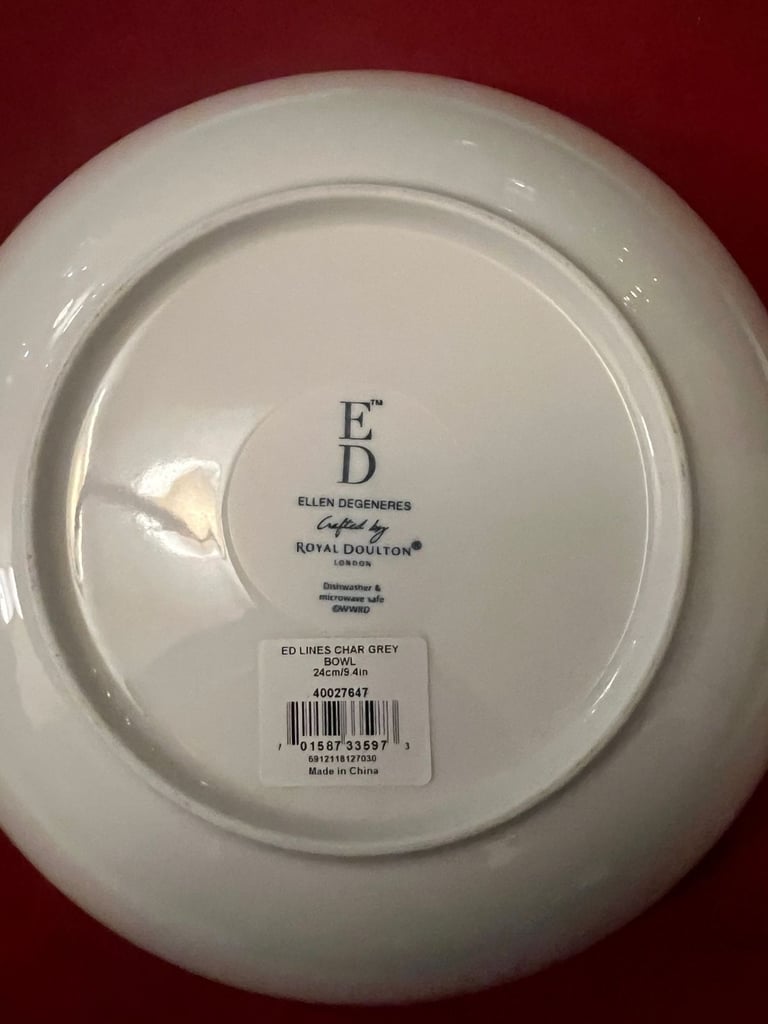 E™
D
ELLEN DEGENERES
Crafted by
ROYAL DOULTON®
LONDON
Dishwasher &
microwave safe
©WWRD
ED LINES CHAR GREY
BOWL
24cm/9.4in
40027647
7 01587 33597 3
6912118127030
Made in China